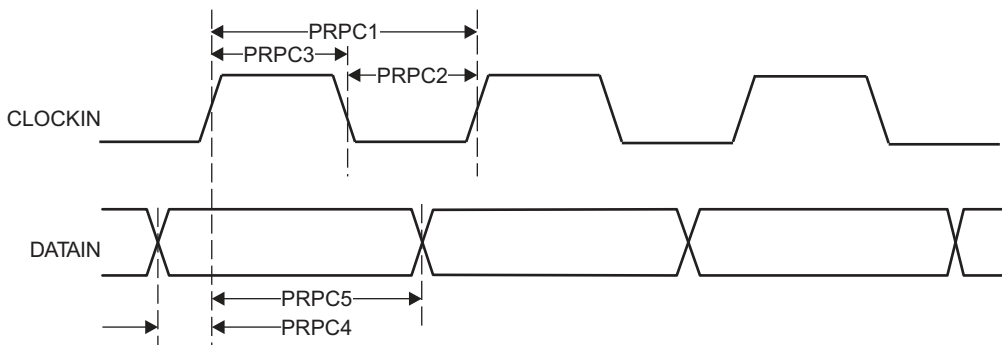 PRPC1
PRPC3
PRPC2
CLOCKIN
DATAIN
PRPC5
PRPC4